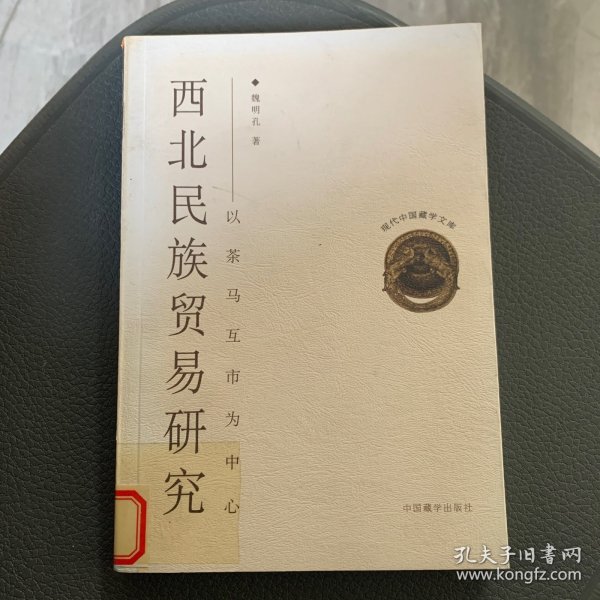 西北民族贸易研究
——以茶马互市为中心
◆魏明孔 著
现代中国藏学文库
中国藏学出版社
孔夫子旧书网
www.kongfz.com